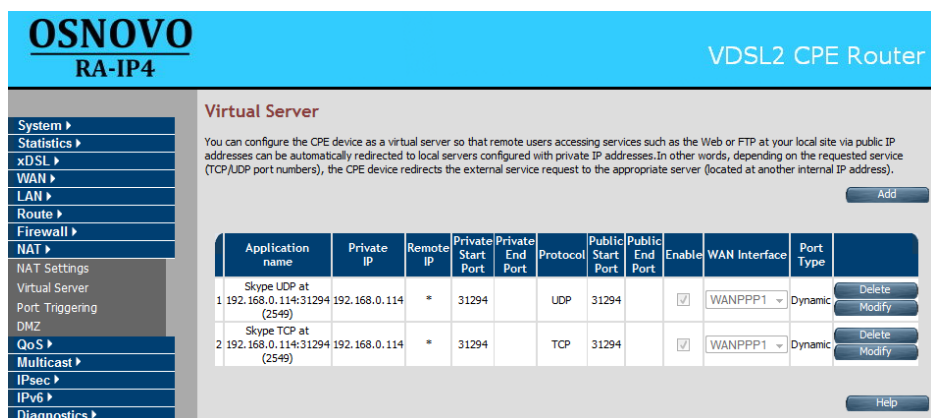 OSNOVO
RA-IP4
VDSL2 CPE Router
System
Statistics
xDSL
WAN
LAN
Route
Firewall
NAT
NAT Settings
Virtual Server
Port Triggering
DMZ
QoS
Multicast
IPsec
IPv6
Diagnostics
Virtual Server
You can configure the CPE device as a virtual server so that remote users accessing services such as the Web or FTP at your local site via public IP
addresses can be automatically redirected to local servers configured with private IP addresses.In other words, depending on the requested service
(TCP/UDP port numbers), the CPE device redirects the external service request to the appropriate server (located at another internal IP address).
Add
Application name Private IP Remote IP Private Start Port Private End Port Protocol Public Start Port Public End Port Enable WAN Interface Port Type
1 Skype UDP at 192.168.0.114:31294 (2549) 192.168.0.114 * 31294 UDP 31294 WANPPP1 Dynamic Delete Modify
2 Skype TCP at 192.168.0.114:31294 (2549) 192.168.0.114 * 31294 TCP 31294 WANPPP1 Dynamic Delete Modify
Help